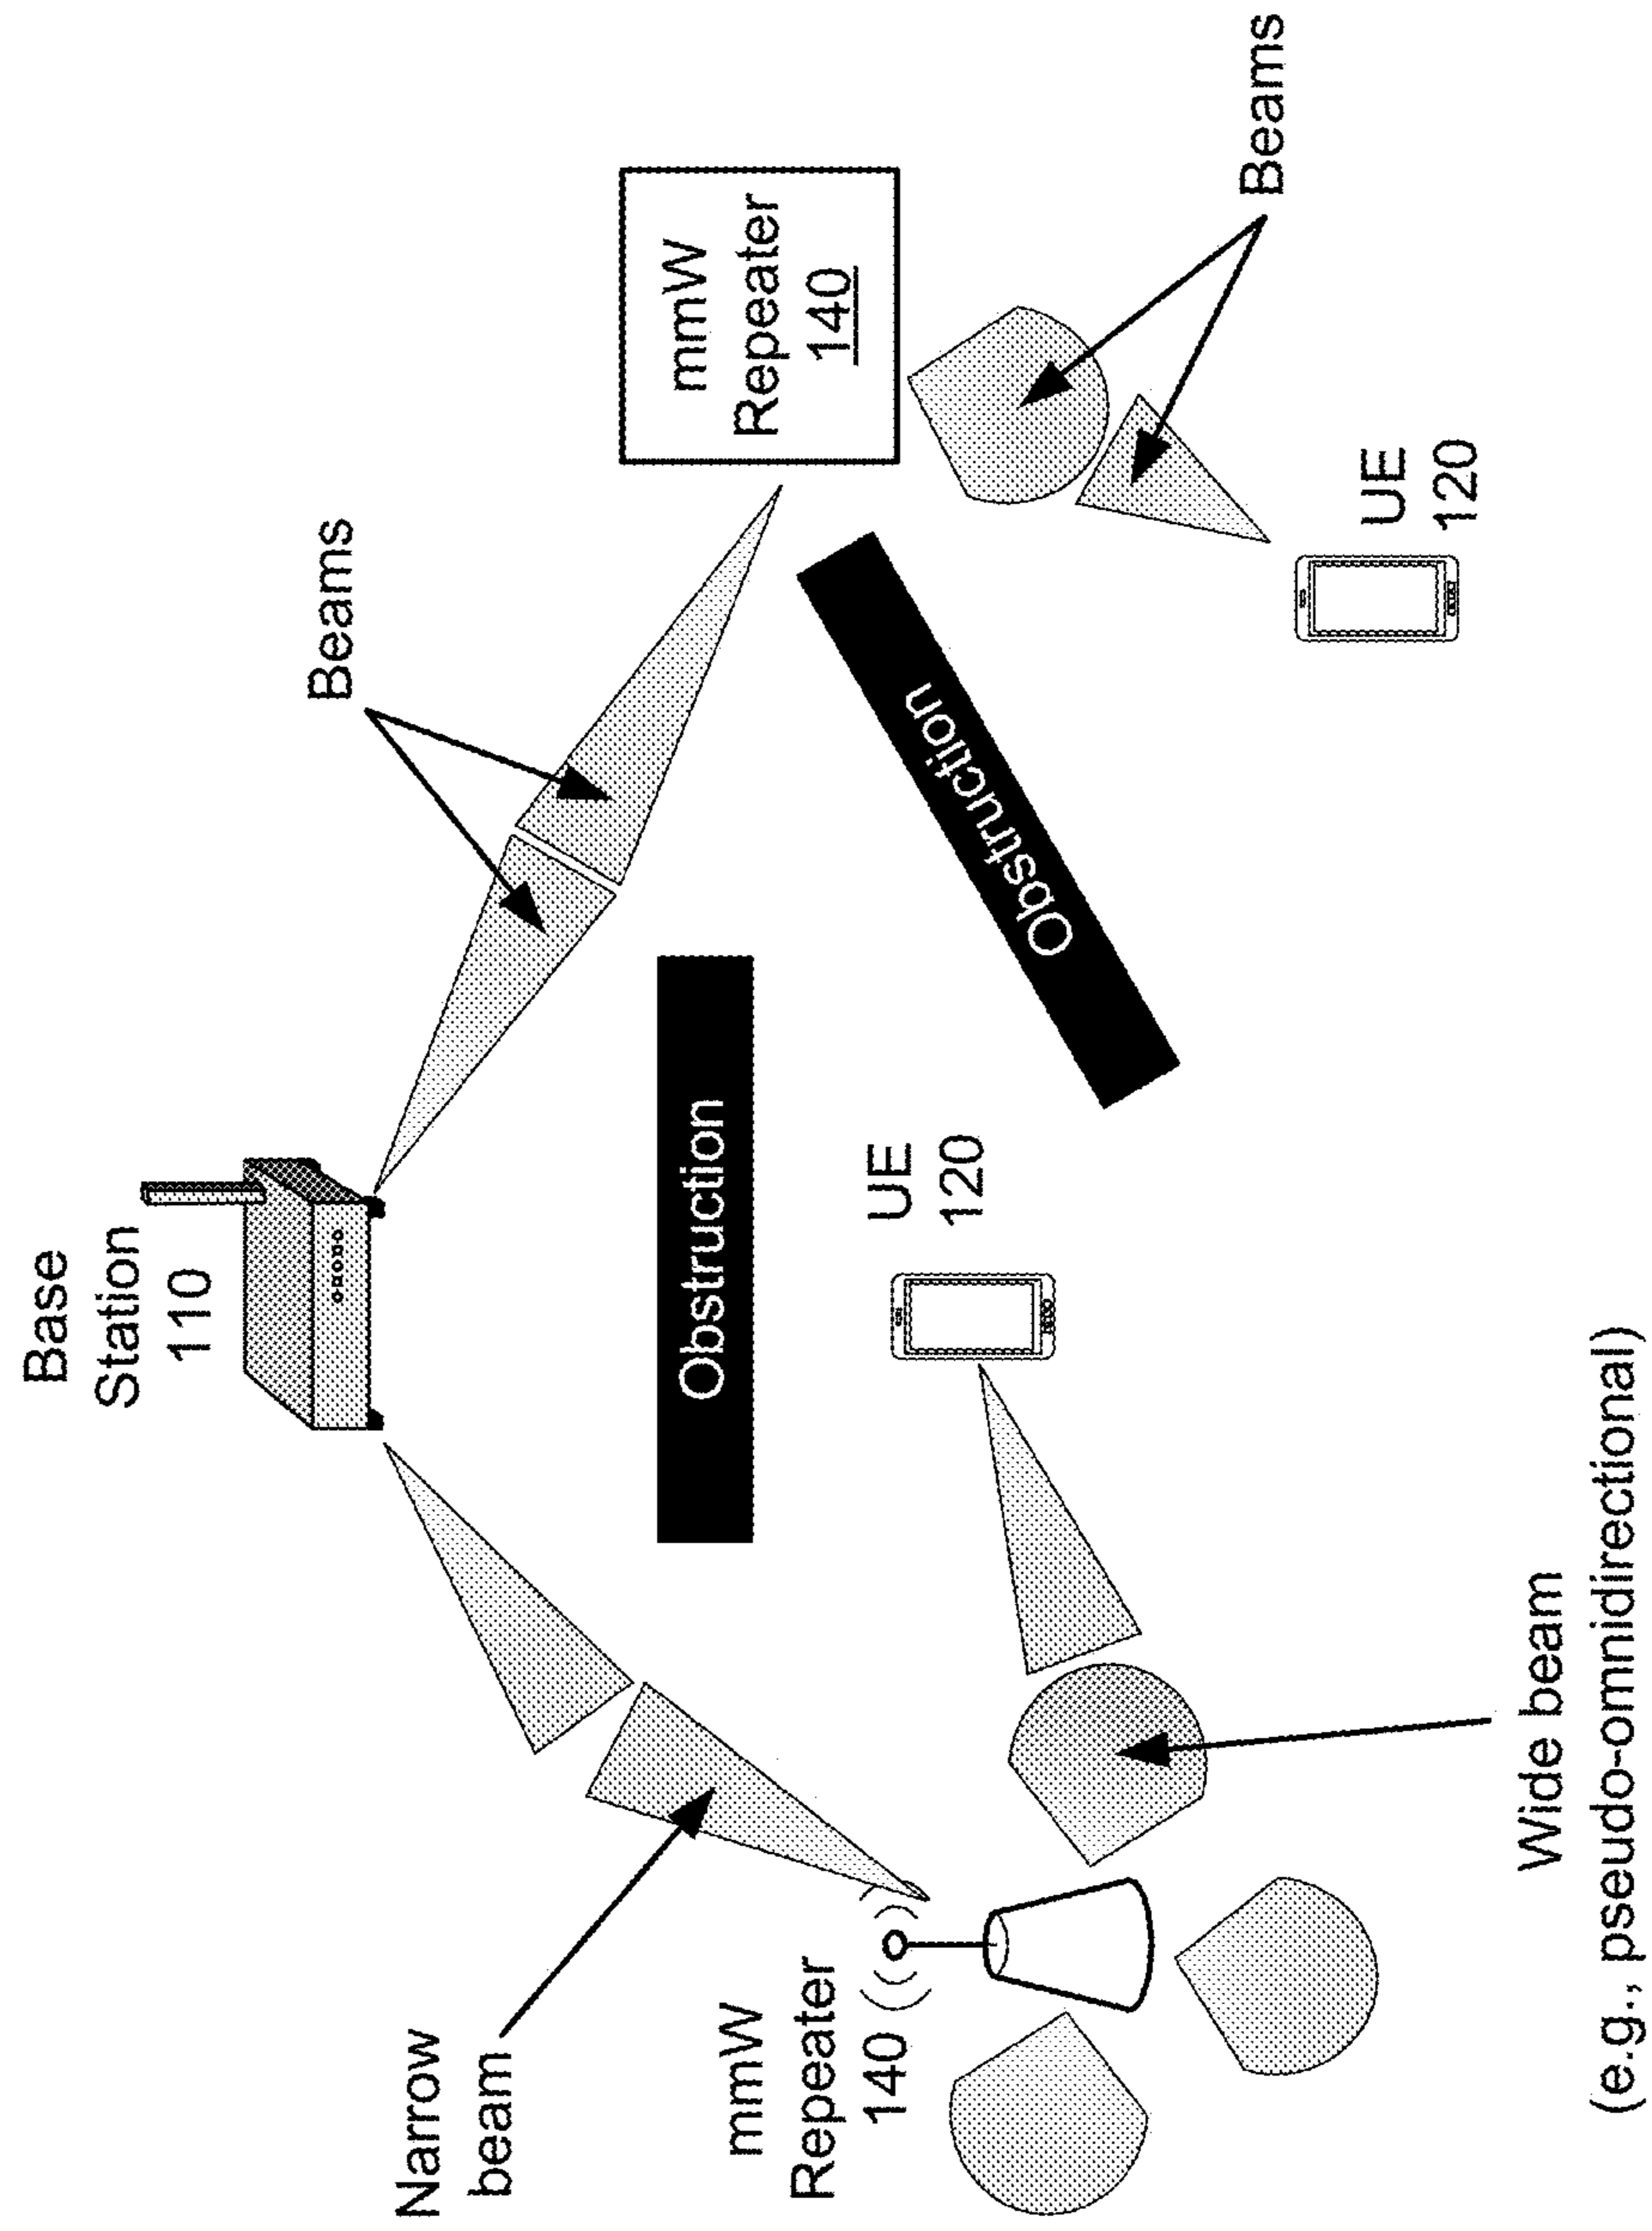 Base
Station
110
Beams
Narrow
beam
mmW
Repeater
140
Obstruction
mmW
Repeater
140
UE
120
Obstruction
Beams
UE
120
Wide beam
(e.g., pseudo-omnidirectional)